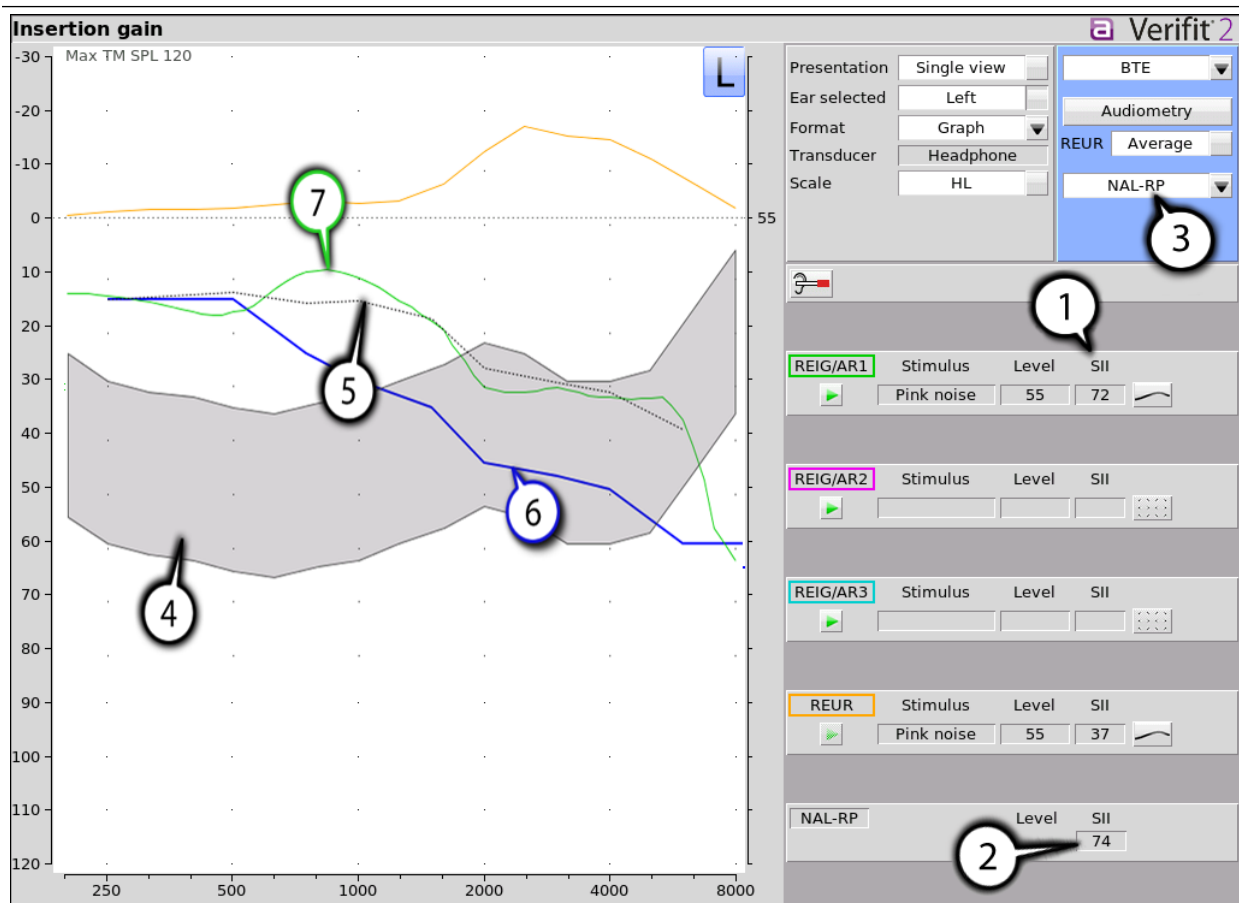 Insertion gain
a Verifit® 2
Max TM SPL 120
L
-30
-20
-10
0
10
20
30
40
50
60
70
80
90
100
110
120
55
250 500 1000 2000 4000 8000
7
5
6
4
Presentation Single view
Ear selected Left
Format Graph
Transducer Headphone
Scale HL
BTE
Audiometry
REUR Average
NAL-RP
3
1
REIG/AR1 Stimulus Level SII
Pink noise 55 72
REIG/AR2 Stimulus Level SII
REIG/AR3 Stimulus Level SII
REUR Stimulus Level SII
Pink noise 55 37
NAL-RP Level SII
74
2